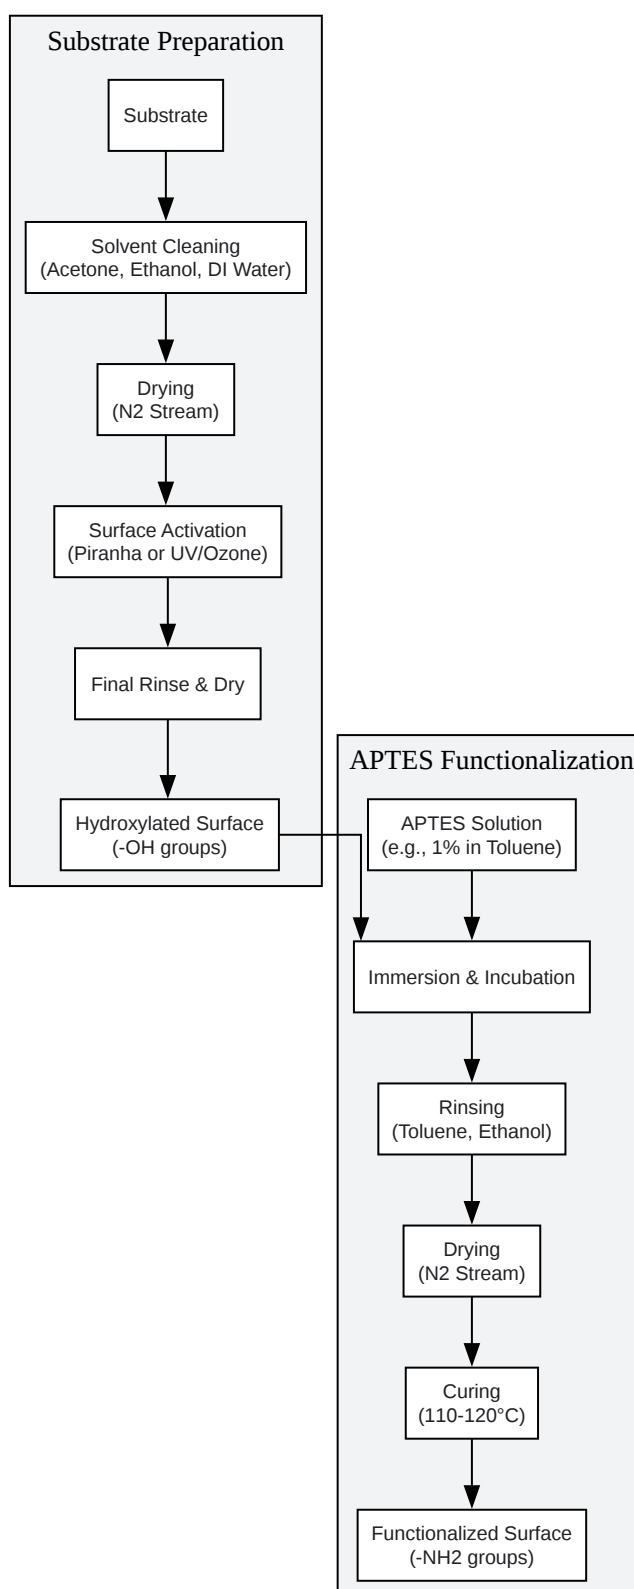 Substrate Preparation
Substrate
Solvent Cleaning
(Acetone, Ethanol, DI Water)
Drying
(N2 Stream)
Surface Activation
(Piranha or UV/Ozone)
Final Rinse & Dry
Hydroxylated Surface
(-OH groups)
APTES Functionalization
APTES Solution
(e.g., 1% in Toluene)
Immersion & Incubation
Rinsing
(Toluene, Ethanol)
Drying
(N2 Stream)
Curing
(110-120°C)
Functionalized Surface
(-NH2 groups)